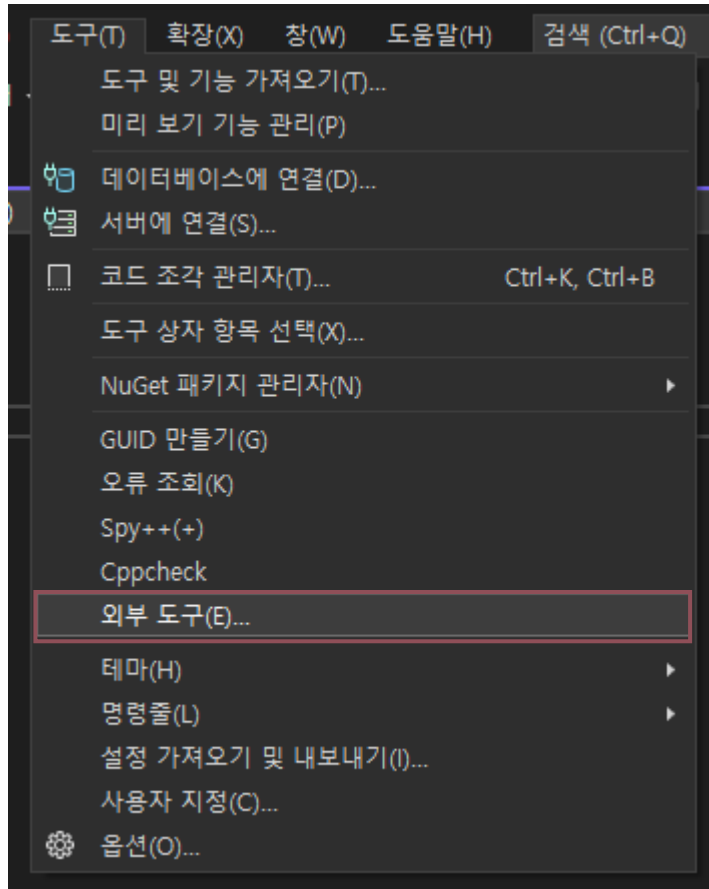 도구(T) 확장(X) 창(W) 도움말(H) 검색 (Ctrl+Q)
도구 및 기능 가져오기(T)...
미리 보기 기능 관리(P)
데이터베이스에 연결(D)...
서버에 연결(S)...
코드 조각 관리자(T)... Ctrl+K, Ctrl+B
도구 상자 항목 선택(X)...
NuGet 패키지 관리자(N)
GUID 만들기(G)
오류 조회(K)
Spy++(+)
Cppcheck
외부 도구(E)...
테마(H)
명령줄(L)
설정 가져오기 및 내보내기(I)...
사용자 지정(C)...
옵션(O)...